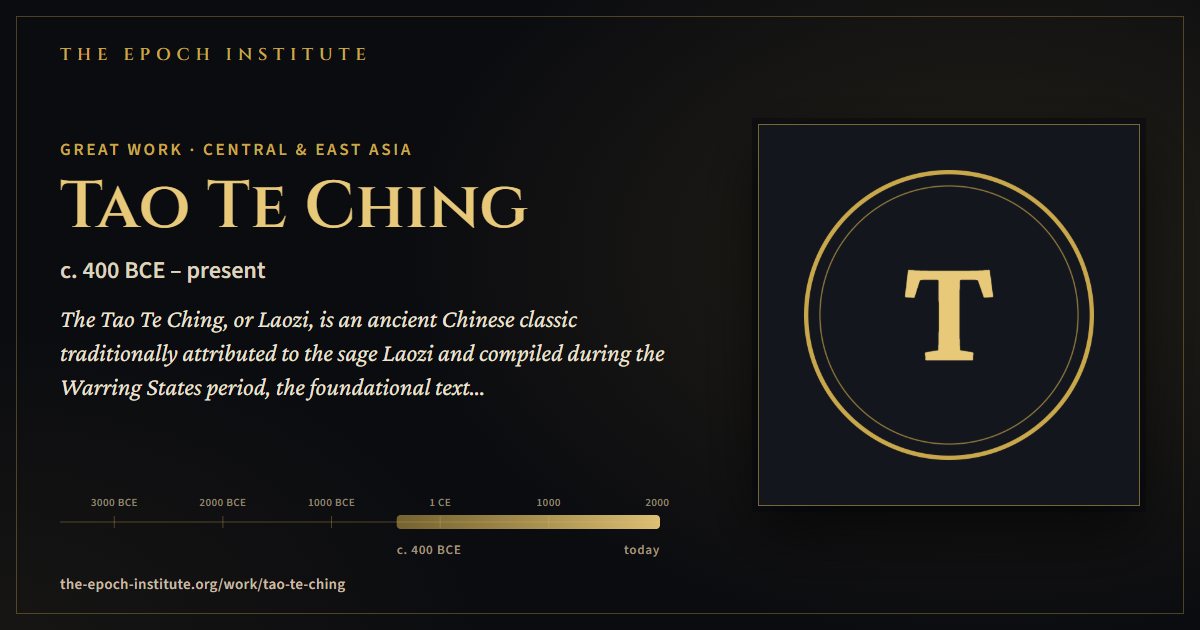 THE EPOCH INSTITUTE
GREAT WORK · CENTRAL & EAST ASIA
TAO TE CHING
c. 400 BCE – present
The Tao Te Ching, or Laozi, is an ancient Chinese classic
traditionally attributed to the sage Laozi and compiled during the
Warring States period, the foundational text...
T
3000 BCE 2000 BCE 1000 BCE 1 CE 1000 2000
c. 400 BCE today
the-epoch-institute.org/work/tao-te-ching